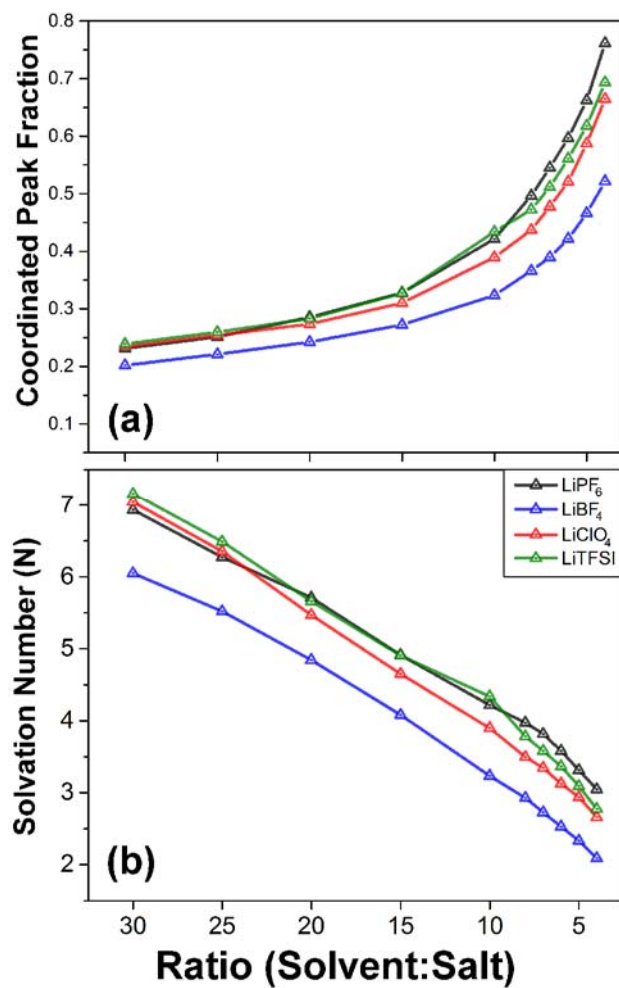 0.8
0.7
0.6
0.5
0.4
0.3
0.2
0.1
Coordinated Peak Fraction
(a)
7
6
5
4
3
2
Solvation Number (N)
LiPF₆
LiBF₄
LiClO₄
LiTFSI
(b)
30 25 20 15 10 5
Ratio (Solvent:Salt)